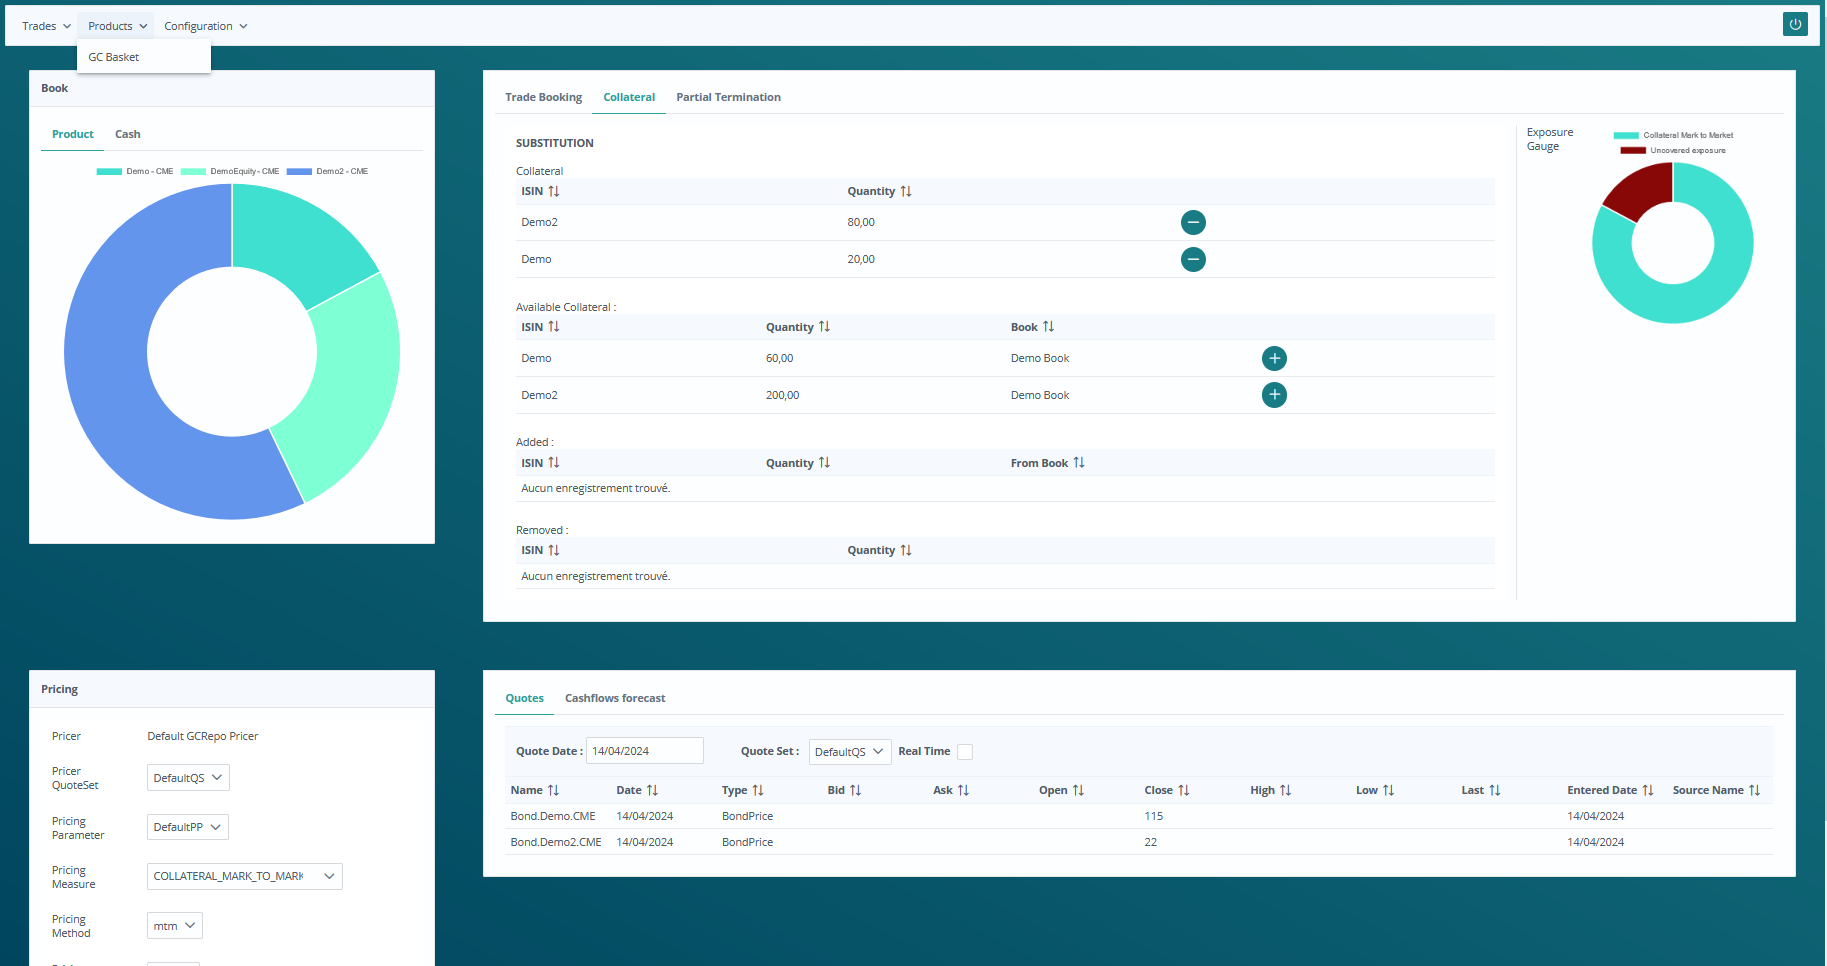 Trades Products Configuration
GC Basket
Book
Product Cash
Demo - CME DemoEquity - CME Demo2 - CME
Trade Booking Collateral Partial Termination
SUBSTITUTION
Collateral
ISIN Quantity
Demo2 80,00
Demo 20,00
Available Collateral :
ISIN Quantity Book
Demo 60,00 Demo Book
Demo2 200,00 Demo Book
Added :
ISIN Quantity From Book
Aucun enregistrement trouvé.
Removed :
ISIN Quantity
Aucun enregistrement trouvé.
Exposure
Gauge
Collateral Mark to Market
Uncovered exposure
Pricing
Pricer Default GCRepo Pricer
Pricer
QuoteSet
DefaultQS
Pricing
Parameter
DefaultPP
Pricing
Measure
COLLATERAL_MARK_TO_MARK
Pricing
Method
mtm
Quotes Cashflows forecast
Quote Date : 14/04/2024 Quote Set : DefaultQS Real Time
Name Date Type Bid Ask Open Close High Low Last Entered Date Source Name
Bond.Demo.CME 14/04/2024 BondPrice 115 14/04/2024
Bond.Demo2.CME 14/04/2024 BondPrice 22 14/04/2024